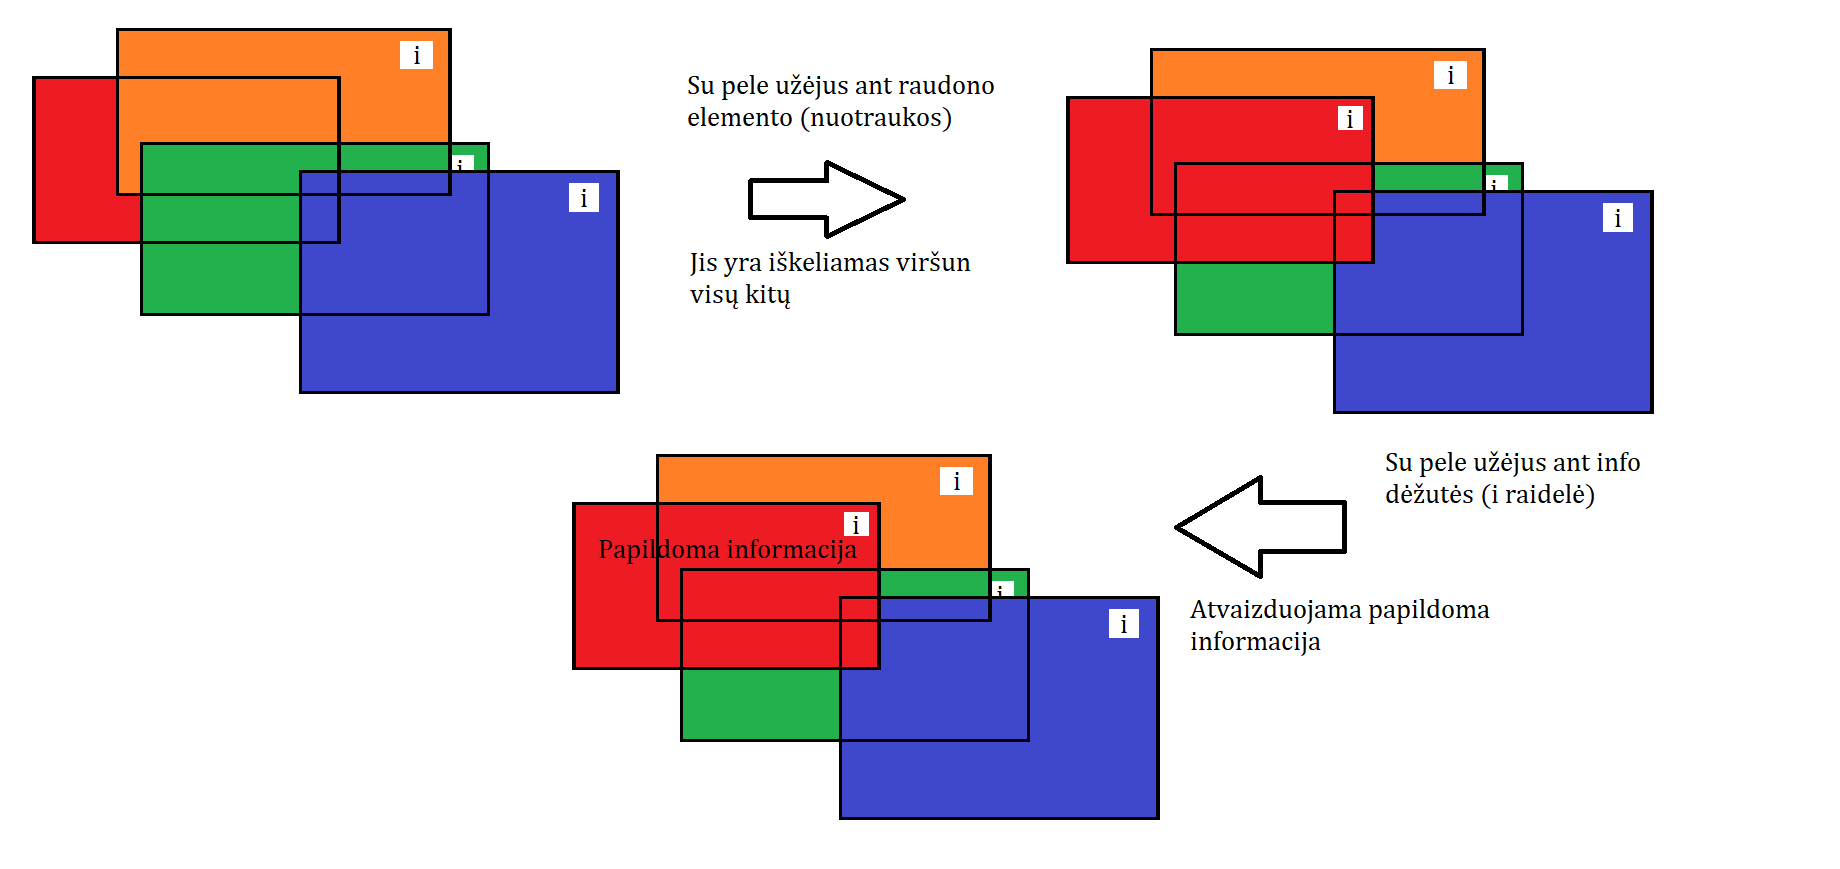 i
i
i
Su pele užėjus ant raudono
elemento (nuotraukos)
Jis yra iškeliamas viršun
visų kitų
i
i
i
i
Su pele užėjus ant info
dėžutės (i raidelė)
Atvaizduojama papildoma
informacija
i
i
Papildoma informacija
i
i